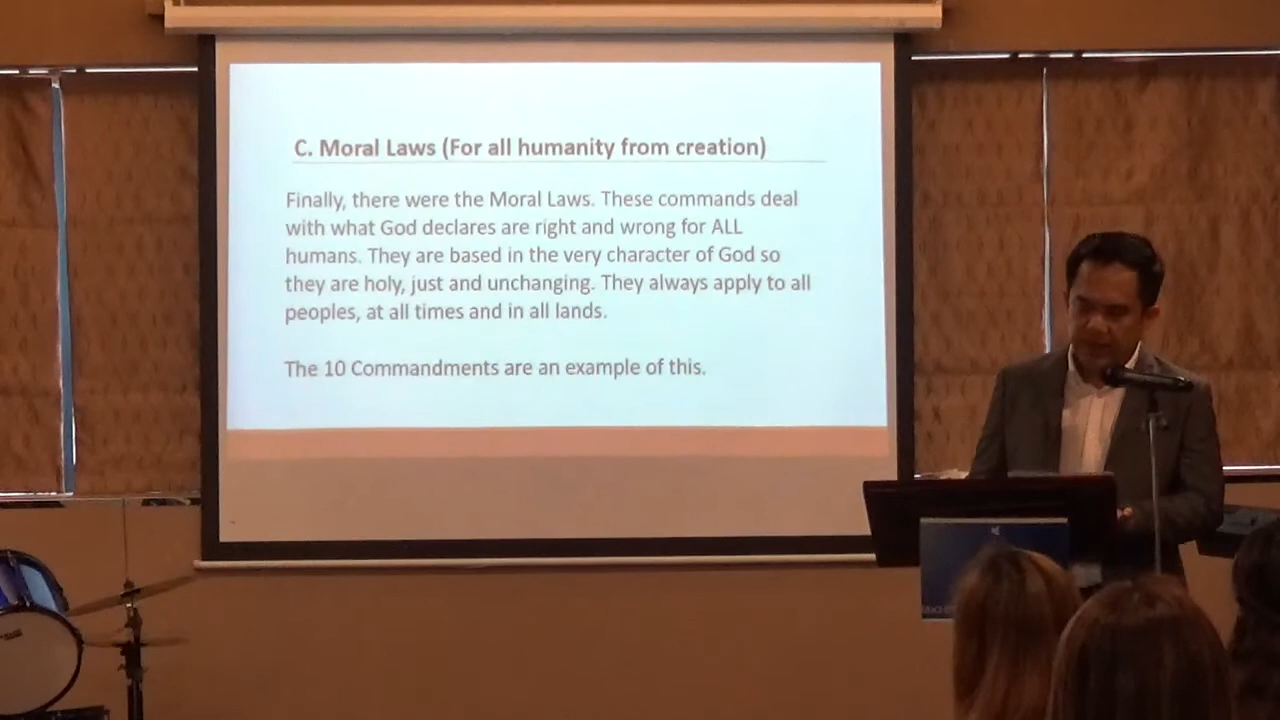 C. Moral Laws (For all humanity from creation)
Finally, there were the Moral Laws. These commands deal
with what God declares are right and wrong for ALL
humans. They are based in the very character of God so
they are holy, just and unchanging. They always apply to all
peoples, at all times and in all lands.
The 10 Commandments are an example of this.